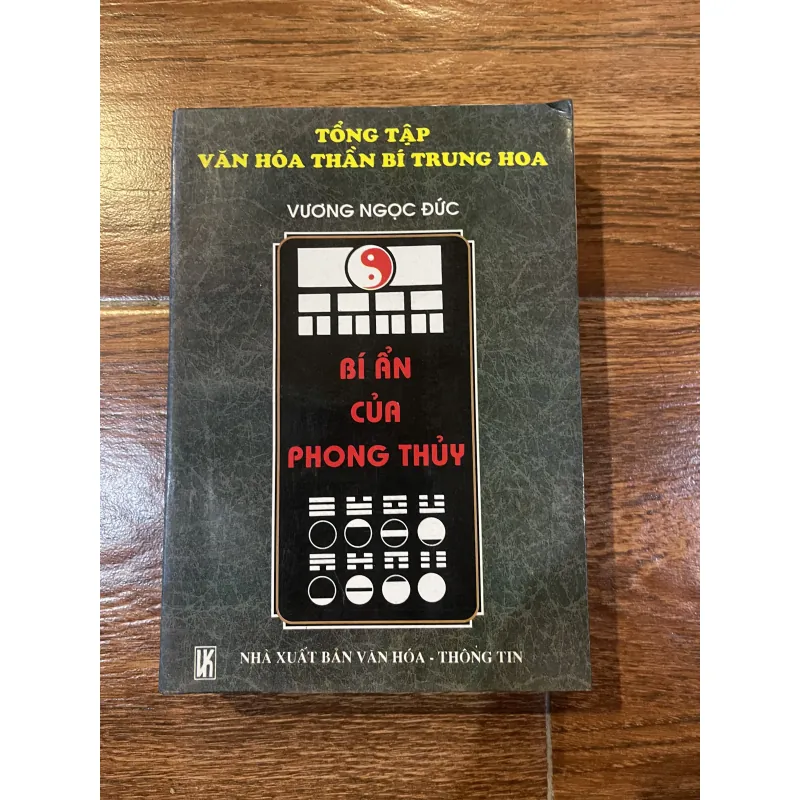 TỔNG TẬP
VĂN HÓA THẦN BÍ TRUNG HOA
VƯƠNG NGỌC ĐỨC
BÍ ẨN
CỦA
PHONG THỦY
NHÀ XUẤT BẢN VĂN HÓA - THÔNG TIN